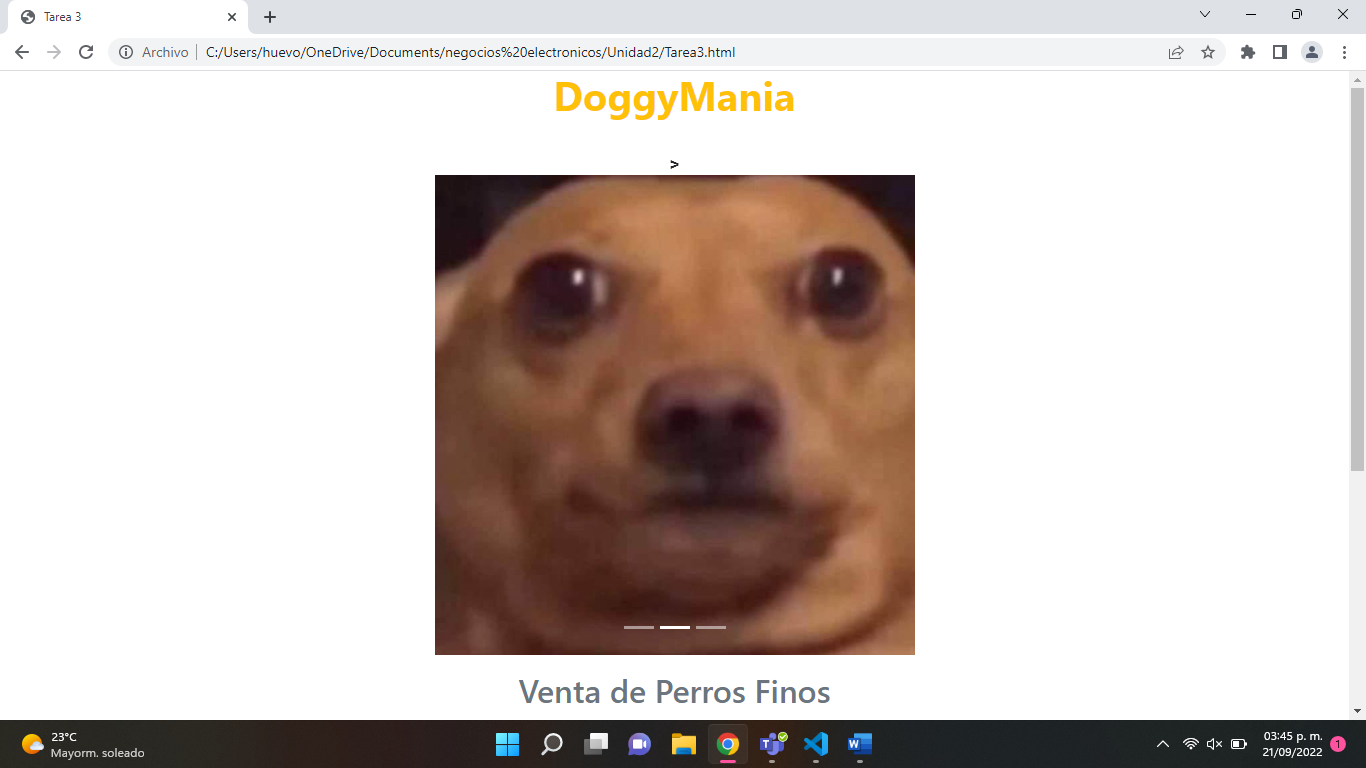 Tarea 3
Archivo
C:/Users/huevo/OneDrive/Documents/negocios%20electronicos/Unidad2/Tarea3.html
DoggyMania
>
Venta de Perros Finos
23°C
Mayorm. soleado
03:45 p. m.
21/09/2022
1